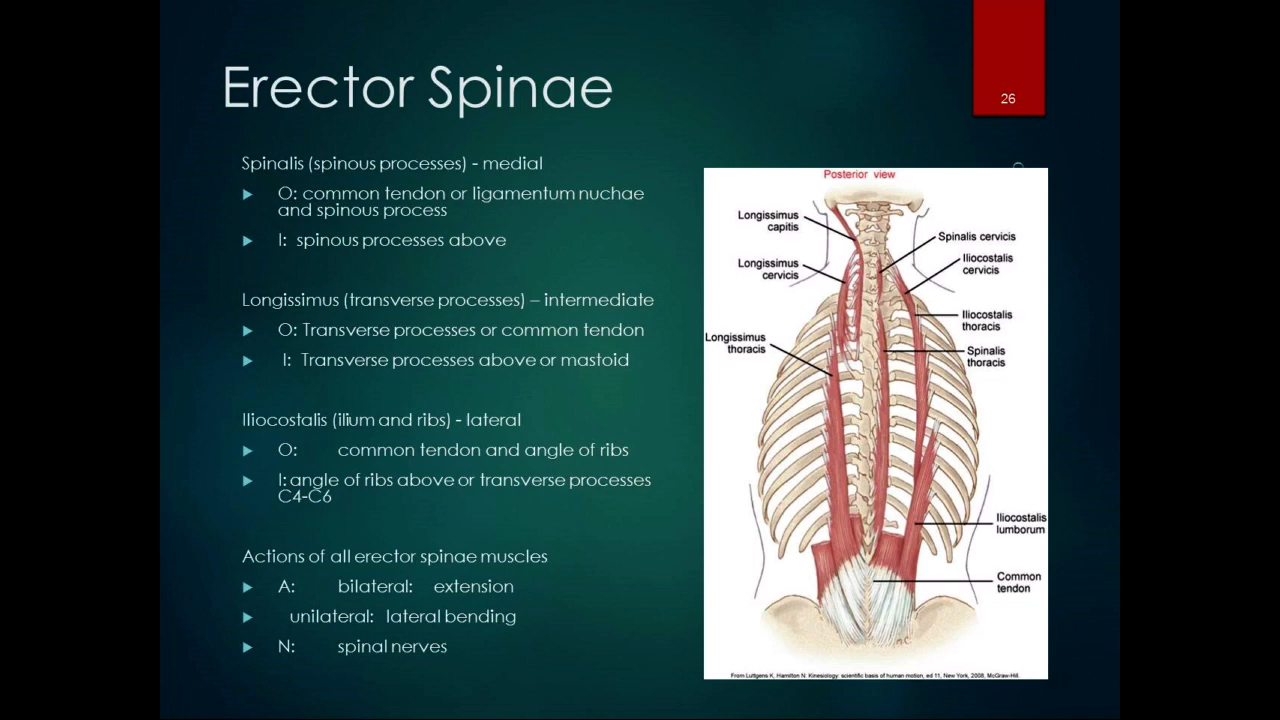 Erector Spinae
26
Spinalis (spinous processes) - medial
O: common tendon or ligamentum nuchae
and spinous process
I: spinous processes above
Longissimus (transverse processes) – intermediate
O: Transverse processes or common tendon
I: Transverse processes above or mastoid
Iliocostalis (ilium and ribs) - lateral
O: common tendon and angle of ribs
I: angle of ribs above or transverse processes
C4-C6
Actions of all erector spinae muscles
A: bilateral: extension
unilateral: lateral bending
N: spinal nerves
Posterior view
Longissimus
capitis
Longissimus
cervicis
Longissimus
thoracis
Spinalis cervicis
Iliocostalis
cervicis
Iliocostalis
thoracis
Spinalis
thoracis
Iliocostalis
lumborum
Common
tendon
From Luttgens K, Hamilton N: Kinesiology: scientific basis of human motion, ed 11, New York, 2008, McGraw-Hill.